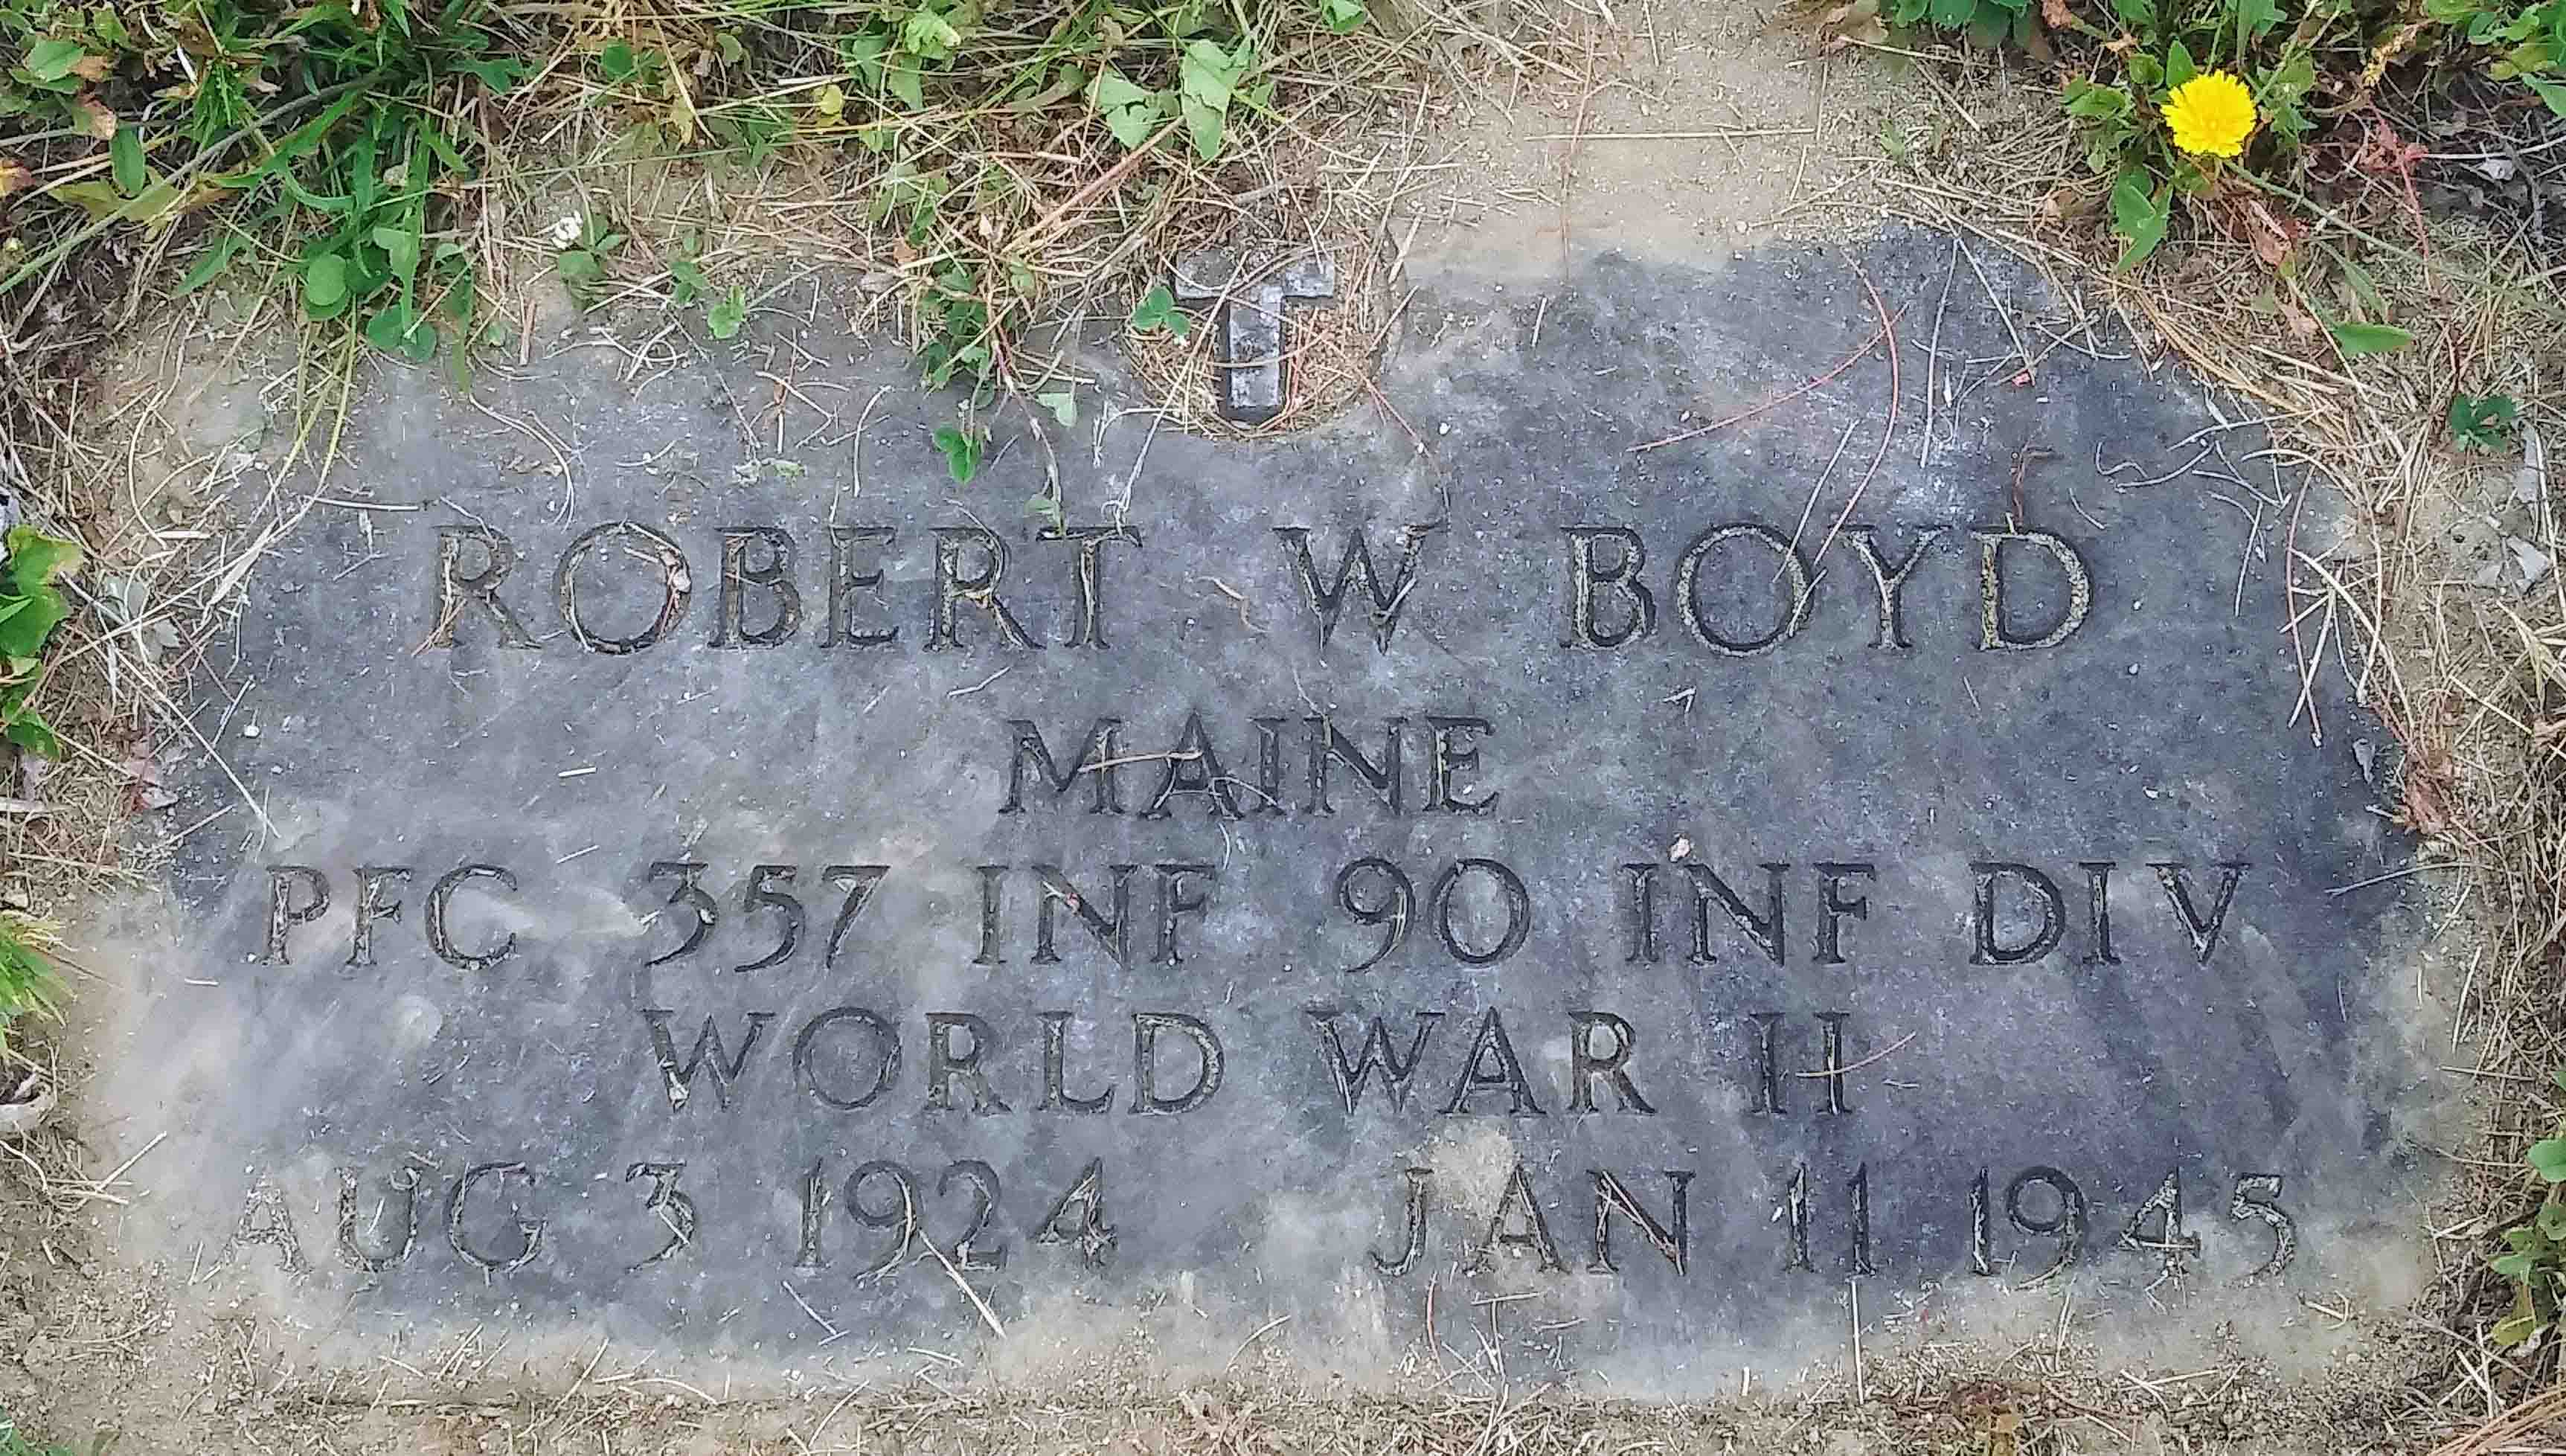 ROBERT W BOYD
MAINE
PFC 357 INF 90 INF DIV
WORLD WAR II
AUG 3 1924 JAN 11 1945